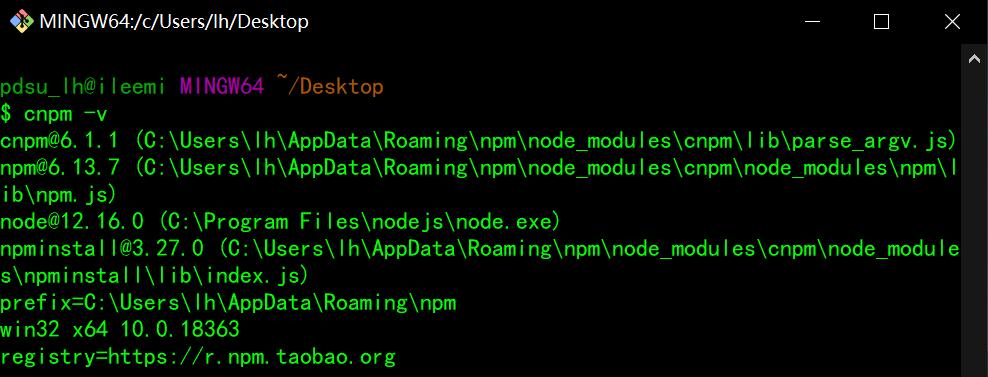 MINGW64:/c/Users/lh/Desktop
pdsu_lh@ileemi MINGW64 ~/Desktop
$ cnpm -v
cnpm@6.1.1 (C:\Users\lh\AppData\Roaming\npm\node_modules\cnpm\lib\parse_argv.js)
npm@6.13.7 (C:\Users\lh\AppData\Roaming\npm\node_modules\cnpm\node_modules\npm\l
ib\npm.js)
node@12.16.0 (C:\Program Files\nodejs\node.exe)
npminstall@3.27.0 (C:\Users\lh\AppData\Roaming\npm\node_modules\cnpm\node_module
s\npminstall\lib\index.js)
prefix=C:\Users\lh\AppData\Roaming\npm
win32 x64 10.0.18363
registry=https://r.npm.taobao.org